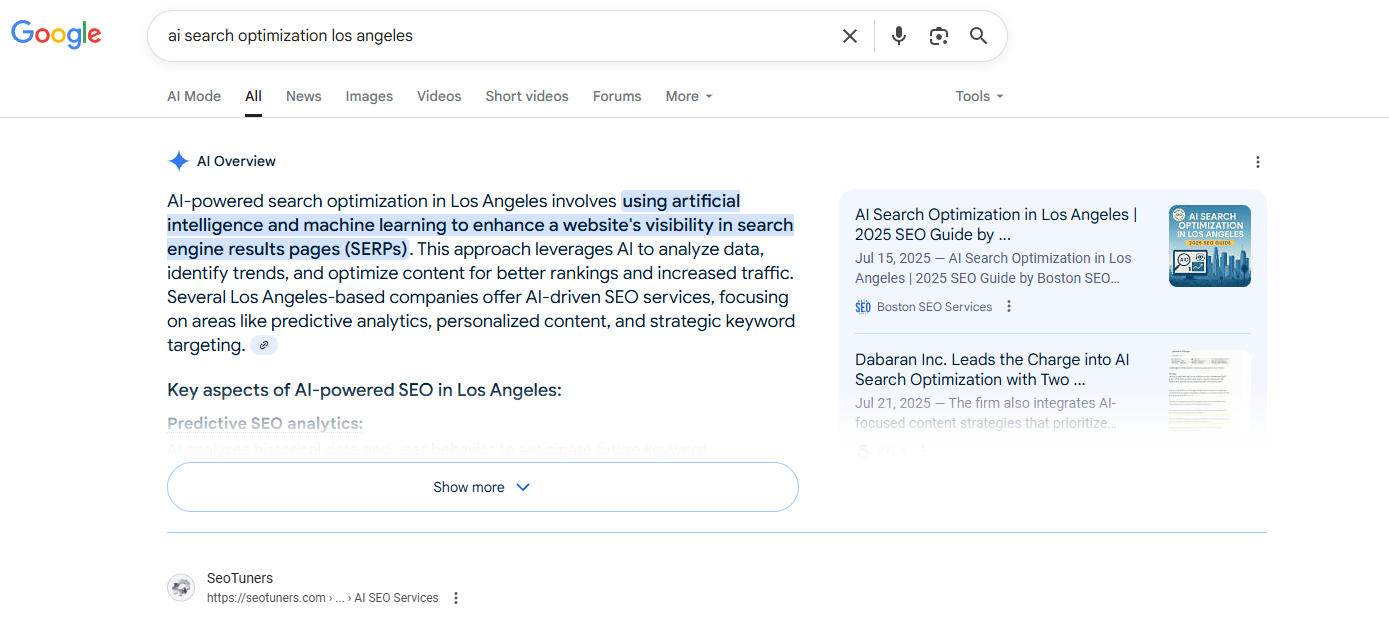 Google
ai search optimization los angeles
AI Mode
All
News
Images
Videos
Short videos
Forums
More
Tools
AI Overview
AI-powered search optimization in Los Angeles involves using artificial
intelligence and machine learning to enhance a website's visibility in search
engine results pages (SERPs). This approach leverages AI to analyze data,
identify trends, and optimize content for better rankings and increased traffic.
Several Los Angeles-based companies offer AI-driven SEO services, focusing
on areas like predictive analytics, personalized content, and strategic keyword
targeting.
Key aspects of AI-powered SEO in Los Angeles:
Predictive SEO analytics:
AI analyzes historical data and user behavior to anticipate future keyword
Show more
AI Search Optimization in Los Angeles |
2025 SEO Guide by ...
Jul 15, 2025 — AI Search Optimization in Los
Angeles | 2025 SEO Guide by Boston SEO...
SEO
Boston SEO Services
AI SEARCH
OPTIMIZATION
IN LOS ANGELES
2025 SEO GUIDE
Dabaran Inc. Leads the Charge into AI
Search Optimization with Two ...
Jul 21, 2025 — The firm also integrates AI-
focused content strategies that prioritize...
KTLA
SeoTuners
https://seotuners.com › ... › AI SEO Services